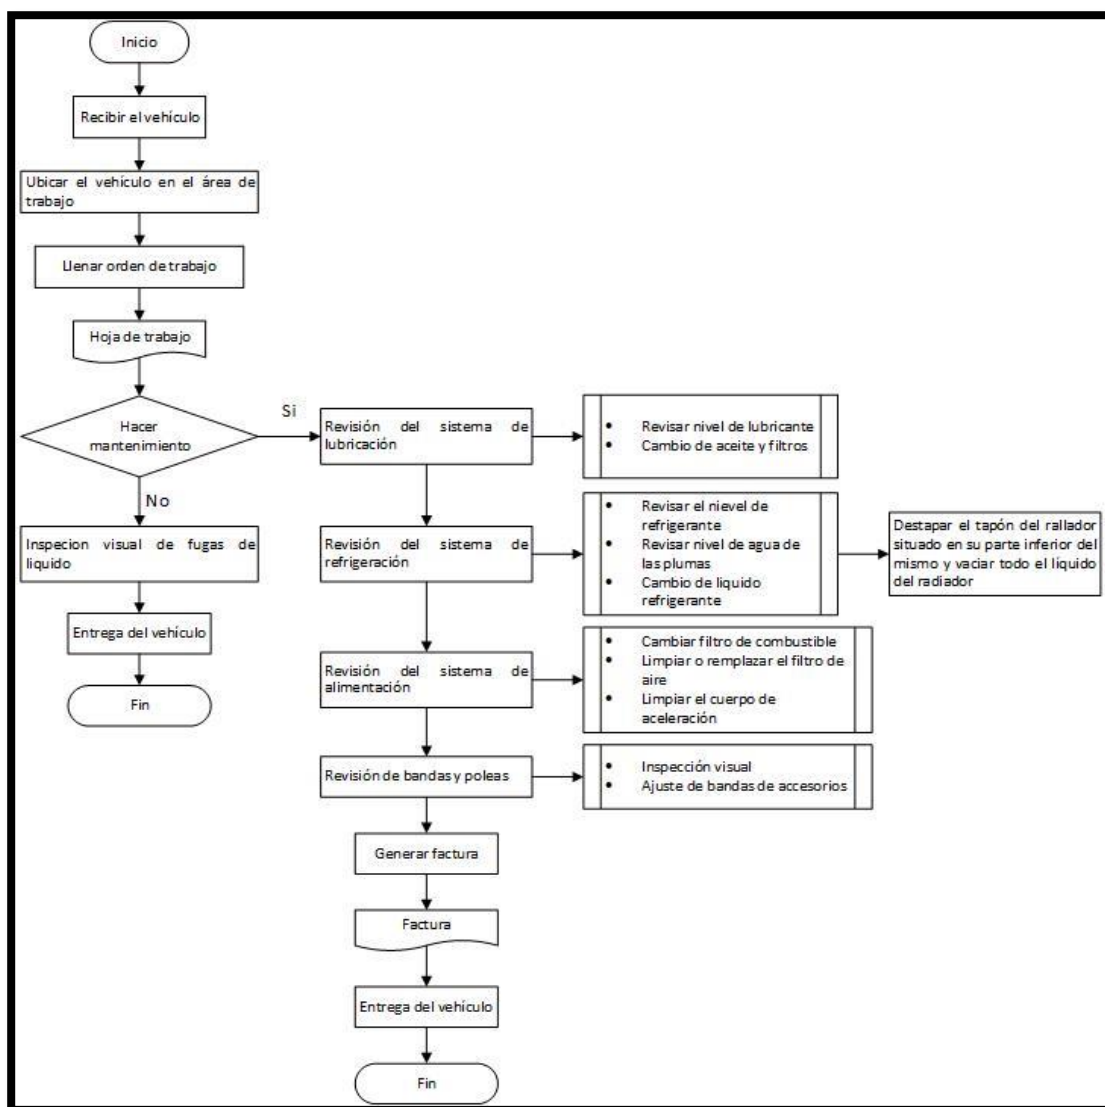 Inicio
Recibir el vehículo
Ubicar el vehículo en el área de
trabajo
Llenar orden de trabajo
Hoja de trabajo
Hacer
mantenimiento
Si
No
Inspecion visual de fugas de
liquido
Entrega del vehículo
Fin
Revisión del sistema de
lubricación
• Revisar nivel de lubricante
• Cambio de aceite y filtros
Revisión del sistema de
refrigeración
• Revisar el nievel de
refrigerante
• Revisar nivel de agua de
las plumas
• Cambio de liquido
refrigerante
Destapar el tapón del rallador
situado en su parte inferior del
mismo y vaciar todo el líquido
del radiador
Revisión del sistema de
alimentación
• Cambiar filtro de combustible
• Limpiar o remplazar el filtro de
aire
• Limpiar el cuerpo de
aceleración
Revisión de bandas y poleas
• Inspección visual
• Ajuste de bandas de accesorios
Generar factura
Factura
Entrega del vehículo
Fin